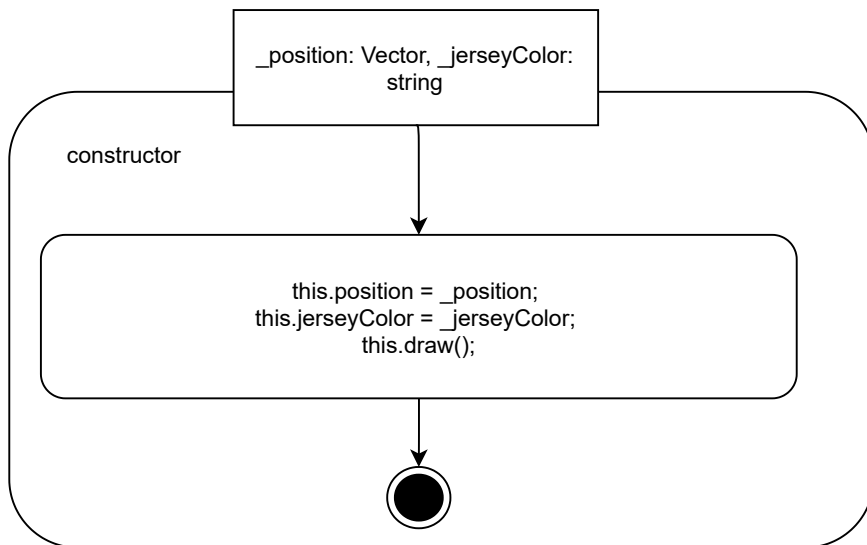 _position: Vector, _jerseyColor:
string
constructor
this.position = _position;
this.jerseyColor = _jerseyColor;
this.draw();